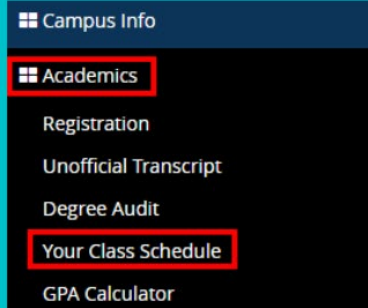 Campus Info
Academics
Registration
Unofficial Transcript
Degree Audit
Your Class Schedule
GPA Calculator